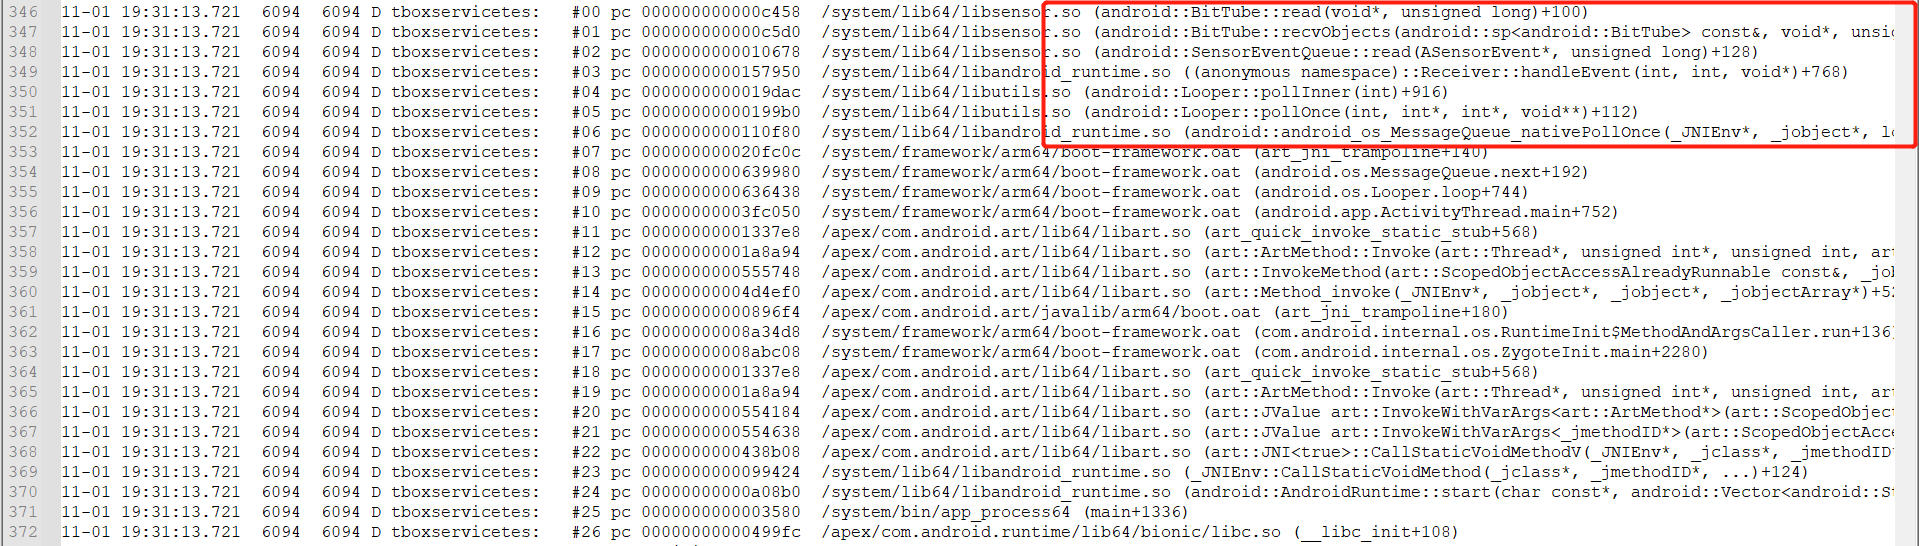 346 11-01 19:31:13.721 6094 6094 D tboxservicetes: #00 pc 000000000000c458 /system/lib64/libsensor.so (android::BitTube::read(void*, unsigned long)+100)
347 11-01 19:31:13.721 6094 6094 D tboxservicetes: #01 pc 000000000000c5d0 /system/lib64/libsensor.so (android::BitTube::recvObjects(android::sp<android::BitTube> const&, void*, unsi
348 11-01 19:31:13.721 6094 6094 D tboxservicetes: #02 pc 0000000000010678 /system/lib64/libsensor.so (android::SensorEventQueue::read(ASensorEvent*, unsigned long)+128)
349 11-01 19:31:13.721 6094 6094 D tboxservicetes: #03 pc 0000000000157950 /system/lib64/libandroid_runtime.so ((anonymous namespace)::Receiver::handleEvent(int, int, void*)+768)
350 11-01 19:31:13.721 6094 6094 D tboxservicetes: #04 pc 0000000000019dac /system/lib64/libutils.so (android::Looper::pollInner(int)+916)
351 11-01 19:31:13.721 6094 6094 D tboxservicetes: #05 pc 00000000000199b0 /system/lib64/libutils.so (android::Looper::pollOnce(int, int*, int*, void**)+112)
352 11-01 19:31:13.721 6094 6094 D tboxservicetes: #06 pc 0000000000110f80 /system/lib64/libandroid_runtime.so (android::android_os_MessageQueue_nativePollOnce(_JNIEnv*, _jobject*, lo
353 11-01 19:31:13.721 6094 6094 D tboxservicetes: #07 pc 000000000020fc0c /system/framework/arm64/boot-framework.oat (art_jni_trampoline+140)
354 11-01 19:31:13.721 6094 6094 D tboxservicetes: #08 pc 0000000000639980 /system/framework/arm64/boot-framework.oat (android.os.MessageQueue.next+192)
355 11-01 19:31:13.721 6094 6094 D tboxservicetes: #09 pc 0000000000636438 /system/framework/arm64/boot-framework.oat (android.os.Looper.loop+744)
356 11-01 19:31:13.721 6094 6094 D tboxservicetes: #10 pc 00000000003fc050 /system/framework/arm64/boot-framework.oat (android.app.ActivityThread.main+752)
357 11-01 19:31:13.721 6094 6094 D tboxservicetes: #11 pc 00000000001337e8 /apex/com.android.art/lib64/libart.so (art_quick_invoke_static_stub+568)
358 11-01 19:31:13.721 6094 6094 D tboxservicetes: #12 pc 00000000001a8a94 /apex/com.android.art/lib64/libart.so (art::ArtMethod::Invoke(art::Thread*, unsigned int*, unsigned int, art
359 11-01 19:31:13.721 6094 6094 D tboxservicetes: #13 pc 0000000000555748 /apex/com.android.art/lib64/libart.so (art::InvokeMethod(art::ScopedObjectAccessAlreadyRunnable const&, _job
360 11-01 19:31:13.721 6094 6094 D tboxservicetes: #14 pc 00000000004d4ef0 /apex/com.android.art/lib64/libart.so (art::Method_invoke(_JNIEnv*, _jobject*, _jobject*, _jobjectArray*)+52
361 11-01 19:31:13.721 6094 6094 D tboxservicetes: #15 pc 00000000000896f4 /apex/com.android.art/javalib/arm64/boot.oat (art_jni_trampoline+180)
362 11-01 19:31:13.721 6094 6094 D tboxservicetes: #16 pc 00000000008a34d8 /system/framework/arm64/boot-framework.oat (com.android.internal.os.RuntimeInit$MethodAndArgsCaller.run+136)
363 11-01 19:31:13.721 6094 6094 D tboxservicetes: #17 pc 00000000008abc08 /system/framework/arm64/boot-framework.oat (com.android.internal.os.ZygoteInit.main+2280)
364 11-01 19:31:13.721 6094 6094 D tboxservicetes: #18 pc 00000000001337e8 /apex/com.android.art/lib64/libart.so (art_quick_invoke_static_stub+568)
365 11-01 19:31:13.721 6094 6094 D tboxservicetes: #19 pc 00000000001a8a94 /apex/com.android.art/lib64/libart.so (art::ArtMethod::Invoke(art::Thread*, unsigned int*, unsigned int, art
366 11-01 19:31:13.721 6094 6094 D tboxservicetes: #20 pc 0000000000554184 /apex/com.android.art/lib64/libart.so (art::JValue art::InvokeWithVarArgs<art::ArtMethod*>(art::ScopedObject
367 11-01 19:31:13.721 6094 6094 D tboxservicetes: #21 pc 0000000000554638 /apex/com.android.art/lib64/libart.so (art::JValue art::InvokeWithVarArgs<_jmethodID*>(art::ScopedObjectAcce
368 11-01 19:31:13.721 6094 6094 D tboxservicetes: #22 pc 0000000000438b08 /apex/com.android.art/lib64/libart.so (art::JNI<true>::CallStaticVoidMethodV(_JNIEnv*, _jclass*, _jmethodID*
369 11-01 19:31:13.721 6094 6094 D tboxservicetes: #23 pc 0000000000099424 /system/lib64/libandroid_runtime.so (_JNIEnv::CallStaticVoidMethod(_jclass*, _jmethodID*, ...)+124)
370 11-01 19:31:13.721 6094 6094 D tboxservicetes: #24 pc 00000000000a08b0 /system/lib64/libandroid_runtime.so (android::AndroidRuntime::start(char const*, android::Vector<android::St
371 11-01 19:31:13.721 6094 6094 D tboxservicetes: #25 pc 0000000000003580 /system/bin/app_process64 (main+1336)
372 11-01 19:31:13.721 6094 6094 D tboxservicetes: #26 pc 00000000000499fc /apex/com.android.runtime/lib64/bionic/libc.so (__libc_init+108)